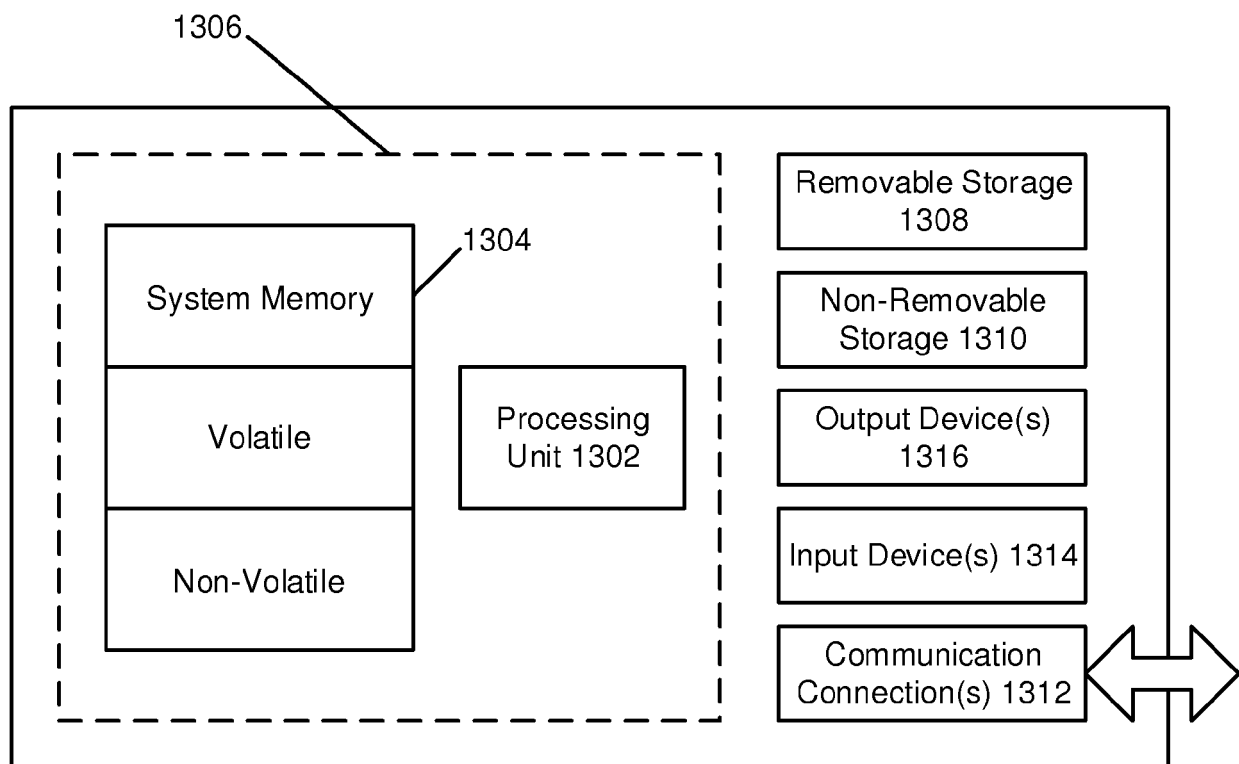 1306
1304
System Memory
Volatile
Non-Volatile
Processing
Unit 1302
Removable Storage
1308
Non-Removable
Storage 1310
Output Device(s)
1316
Input Device(s) 1314
Communication
Connection(s) 1312